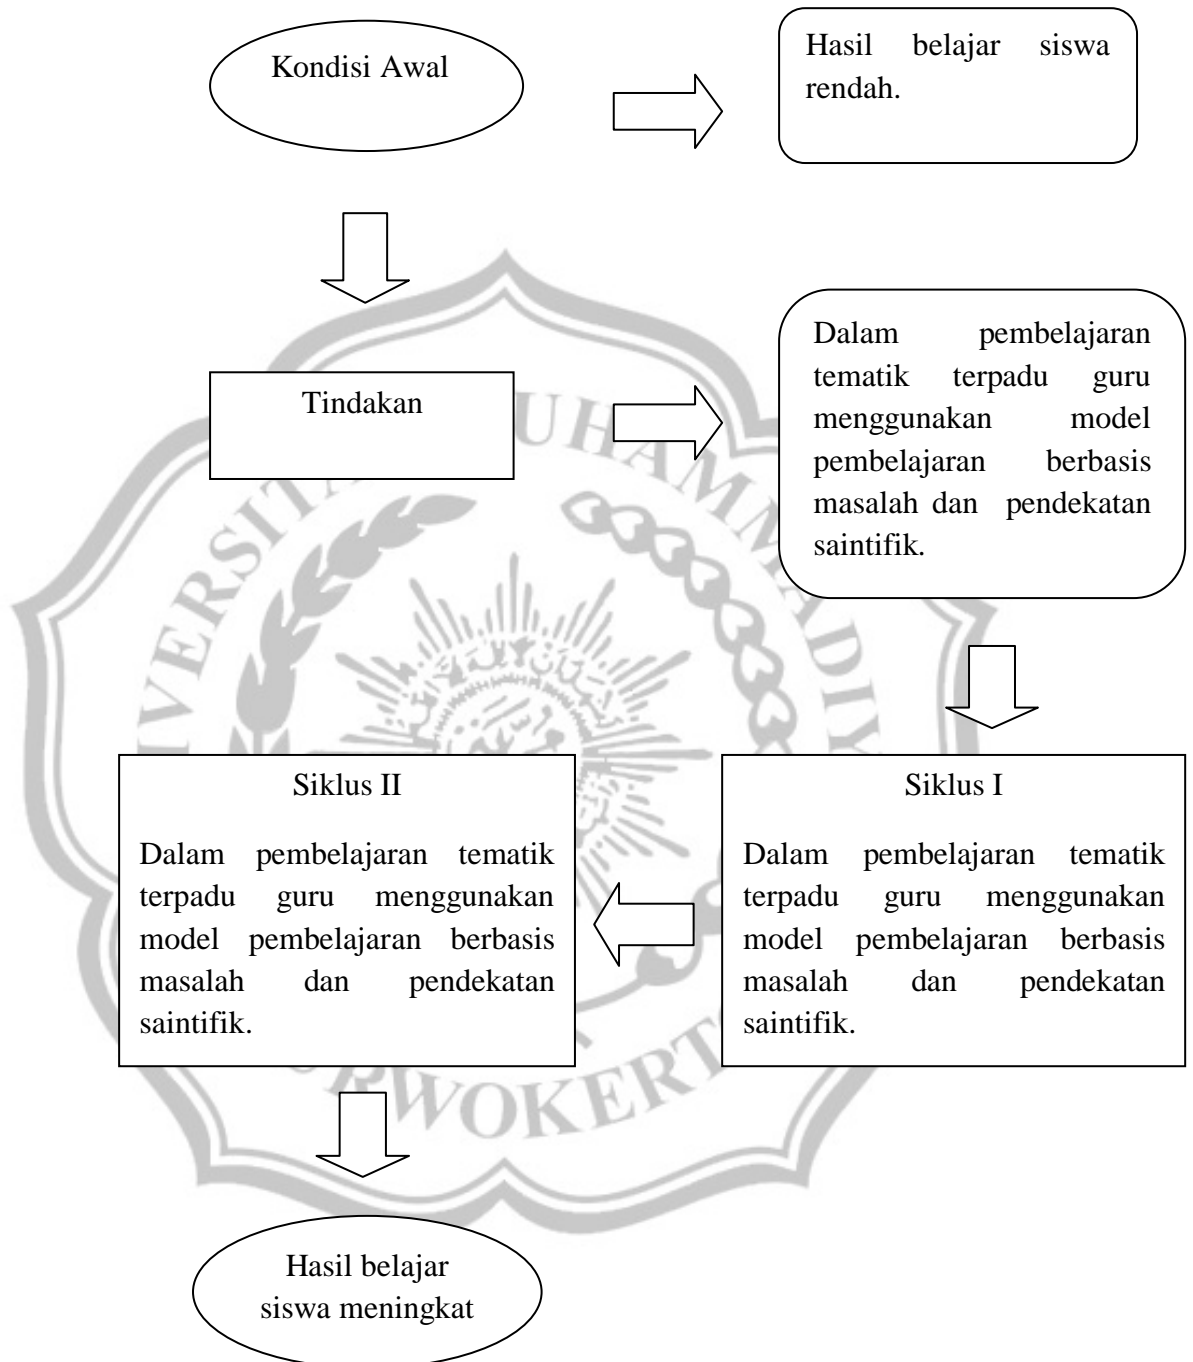 Kondisi Awal
Hasil belajar siswa
rendah.
Tindakan
Dalam pembelajaran
tematik terpadu guru
menggunakan model
pembelajaran berbasis
masalah dan pendekatan
saintifik.
Siklus II
Dalam pembelajaran tematik
terpadu guru menggunakan
model pembelajaran berbasis
masalah dan pendekatan
saintifik.
Siklus I
Dalam pembelajaran tematik
terpadu guru menggunakan
model pembelajaran berbasis
masalah dan pendekatan
saintifik.
Hasil belajar
siswa meningkat